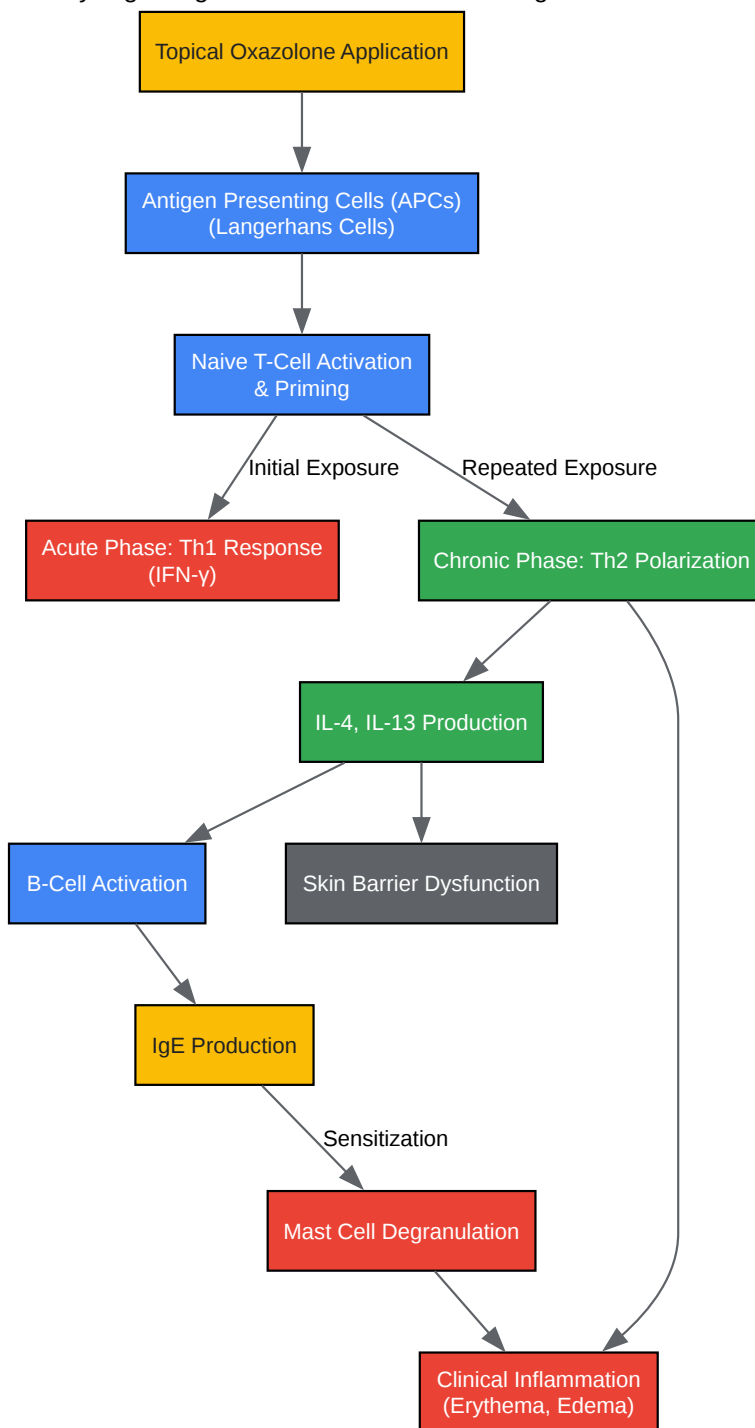 Topical Oxazolone Application
Antigen Presenting Cells (APCs)
(Langerhans Cells)
Naive T-Cell Activation
& Priming
Initial Exposure
Repeated Exposure
Acute Phase: Th1 Response
(IFN-γ)
Chronic Phase: Th2 Polarization
IL-4, IL-13 Production
B-Cell Activation
Skin Barrier Dysfunction
IgE Production
Sensitization
Mast Cell Degranulation
Clinical Inflammation
(Erythema, Edema)